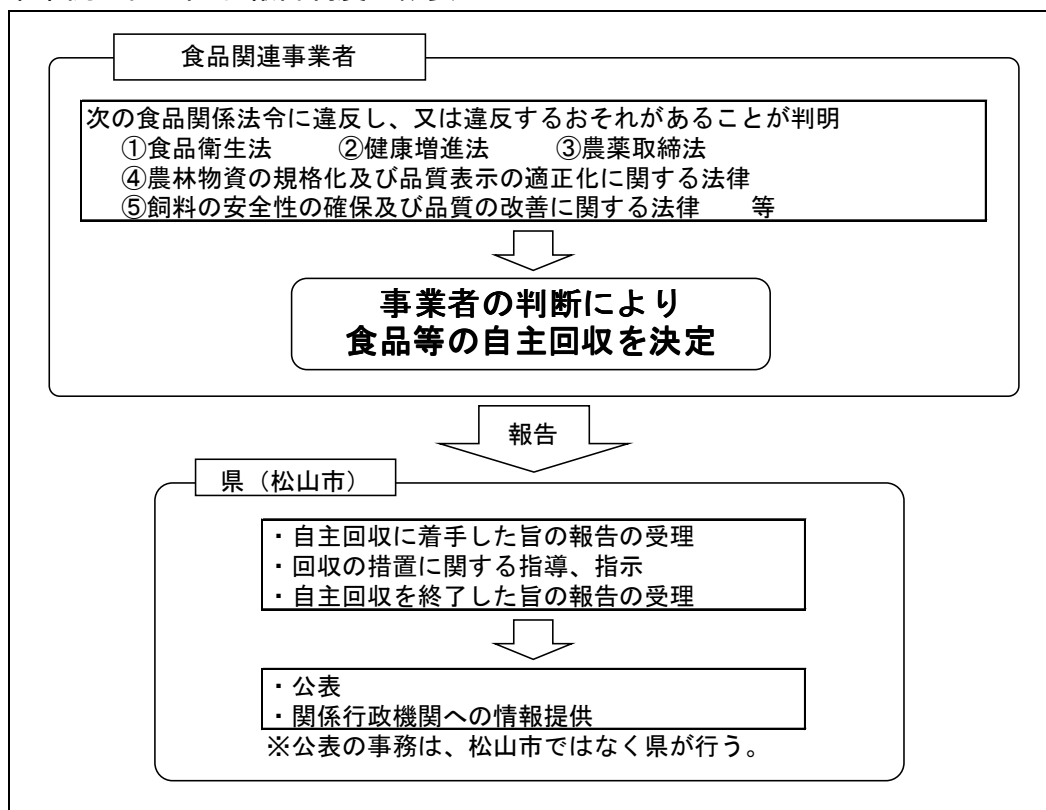 食品関連事業者
次の食品関係法令に違反し、又は違反するおそれがあることが判明
①食品衛生法 ②健康増進法 ③農薬取締法
④農林物資の規格化及び品質表示の適正化に関する法律
⑤飼料の安全性の確保及び品質の改善に関する法律 等
事業者の判断により
食品等の自主回収を決定
報告
県（松山市）
・自主回収に着手した旨の報告の受理
・回収の措置に関する指導、指示
・自主回収を終了した旨の報告の受理
・公表
・関係行政機関への情報提供
※公表の事務は、松山市ではなく県が行う。